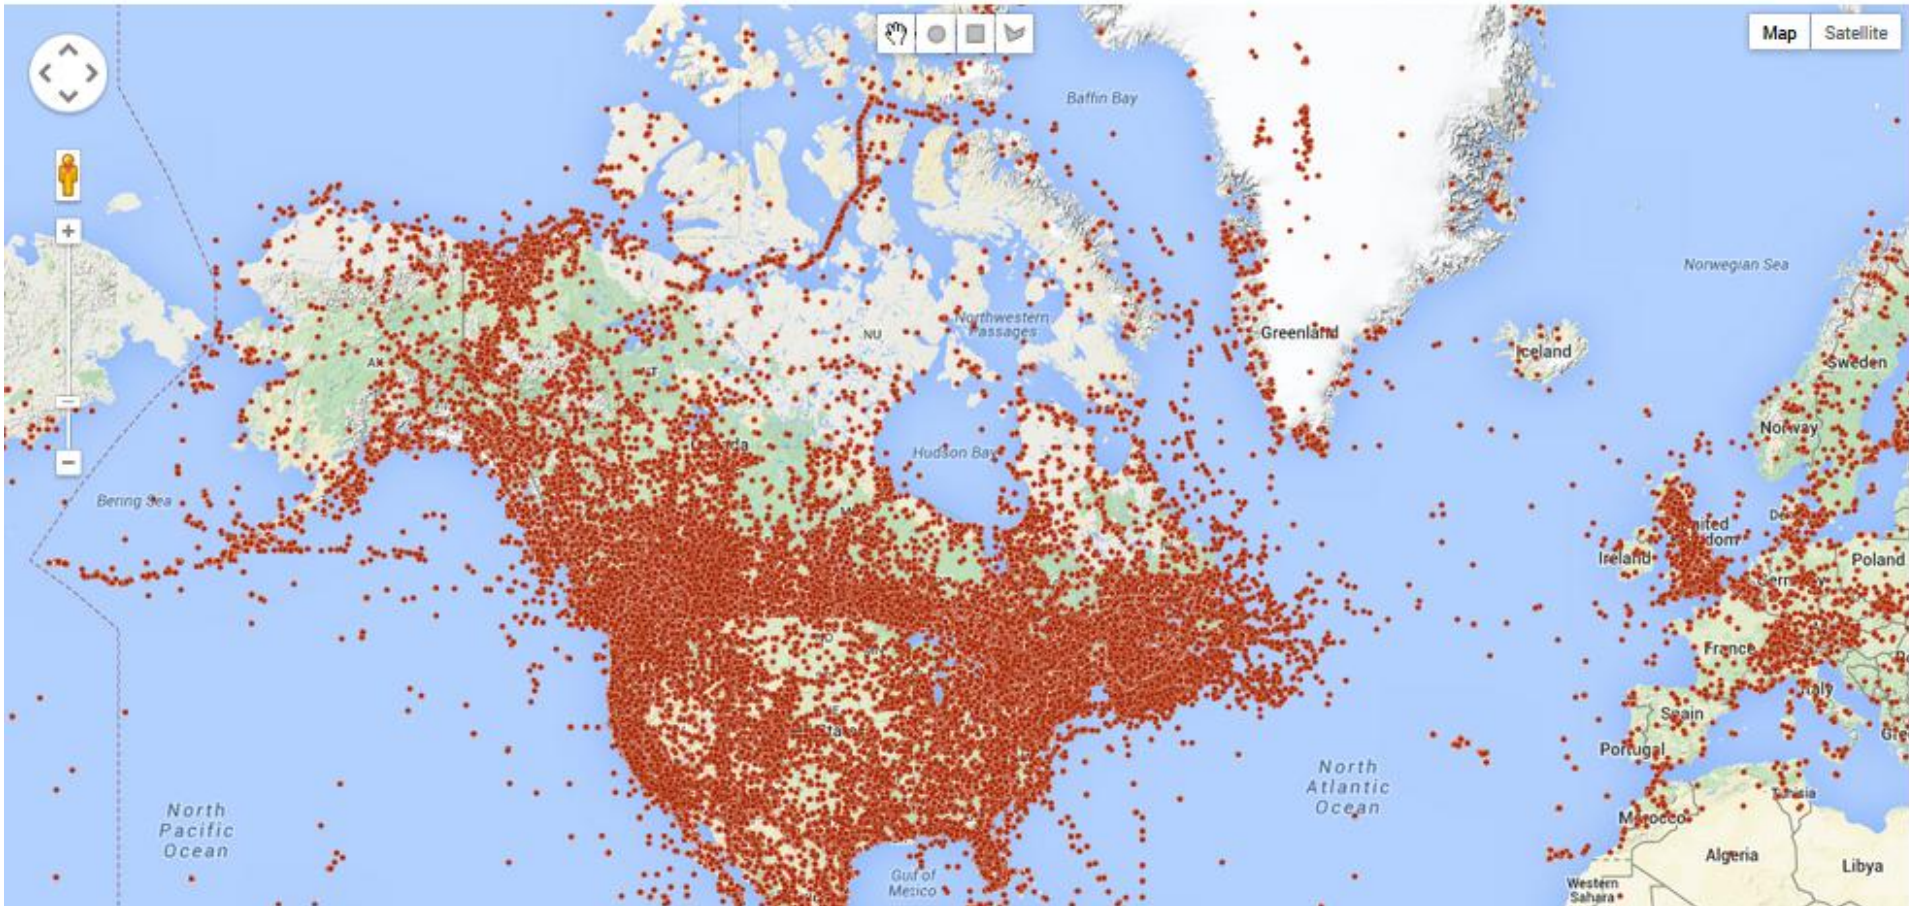 Map
Satellite
Baffin Bay
Norwegian Sea
Northwestern
Passages
Greenland
NU
Iceland
Sweden
NT
Norway
Hudson Bay
Bering Sea
Ireland
Poland
France
Italy
Spain
Portugal
North
Atlantic
Ocean
North
Pacific
Ocean
Tunisia
Morocco
Algeria
Libya
Gulf of
Mexico
Western
Sahara